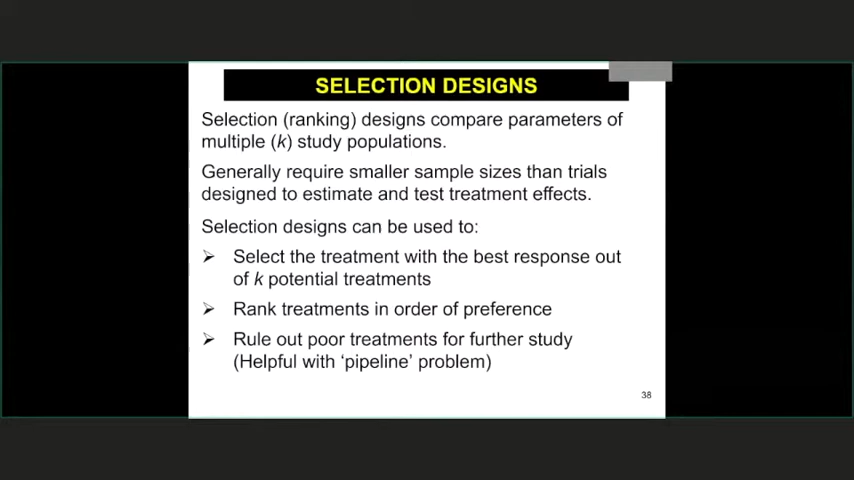 SELECTION DESIGNS
Selection (ranking) designs compare parameters of
multiple (k) study populations.
Generally require smaller sample sizes than trials
designed to estimate and test treatment effects.
Selection designs can be used to:
➢ Select the treatment with the best response out
of k potential treatments
➢ Rank treatments in order of preference
➢ Rule out poor treatments for further study
(Helpful with ‘pipeline’ problem)
38